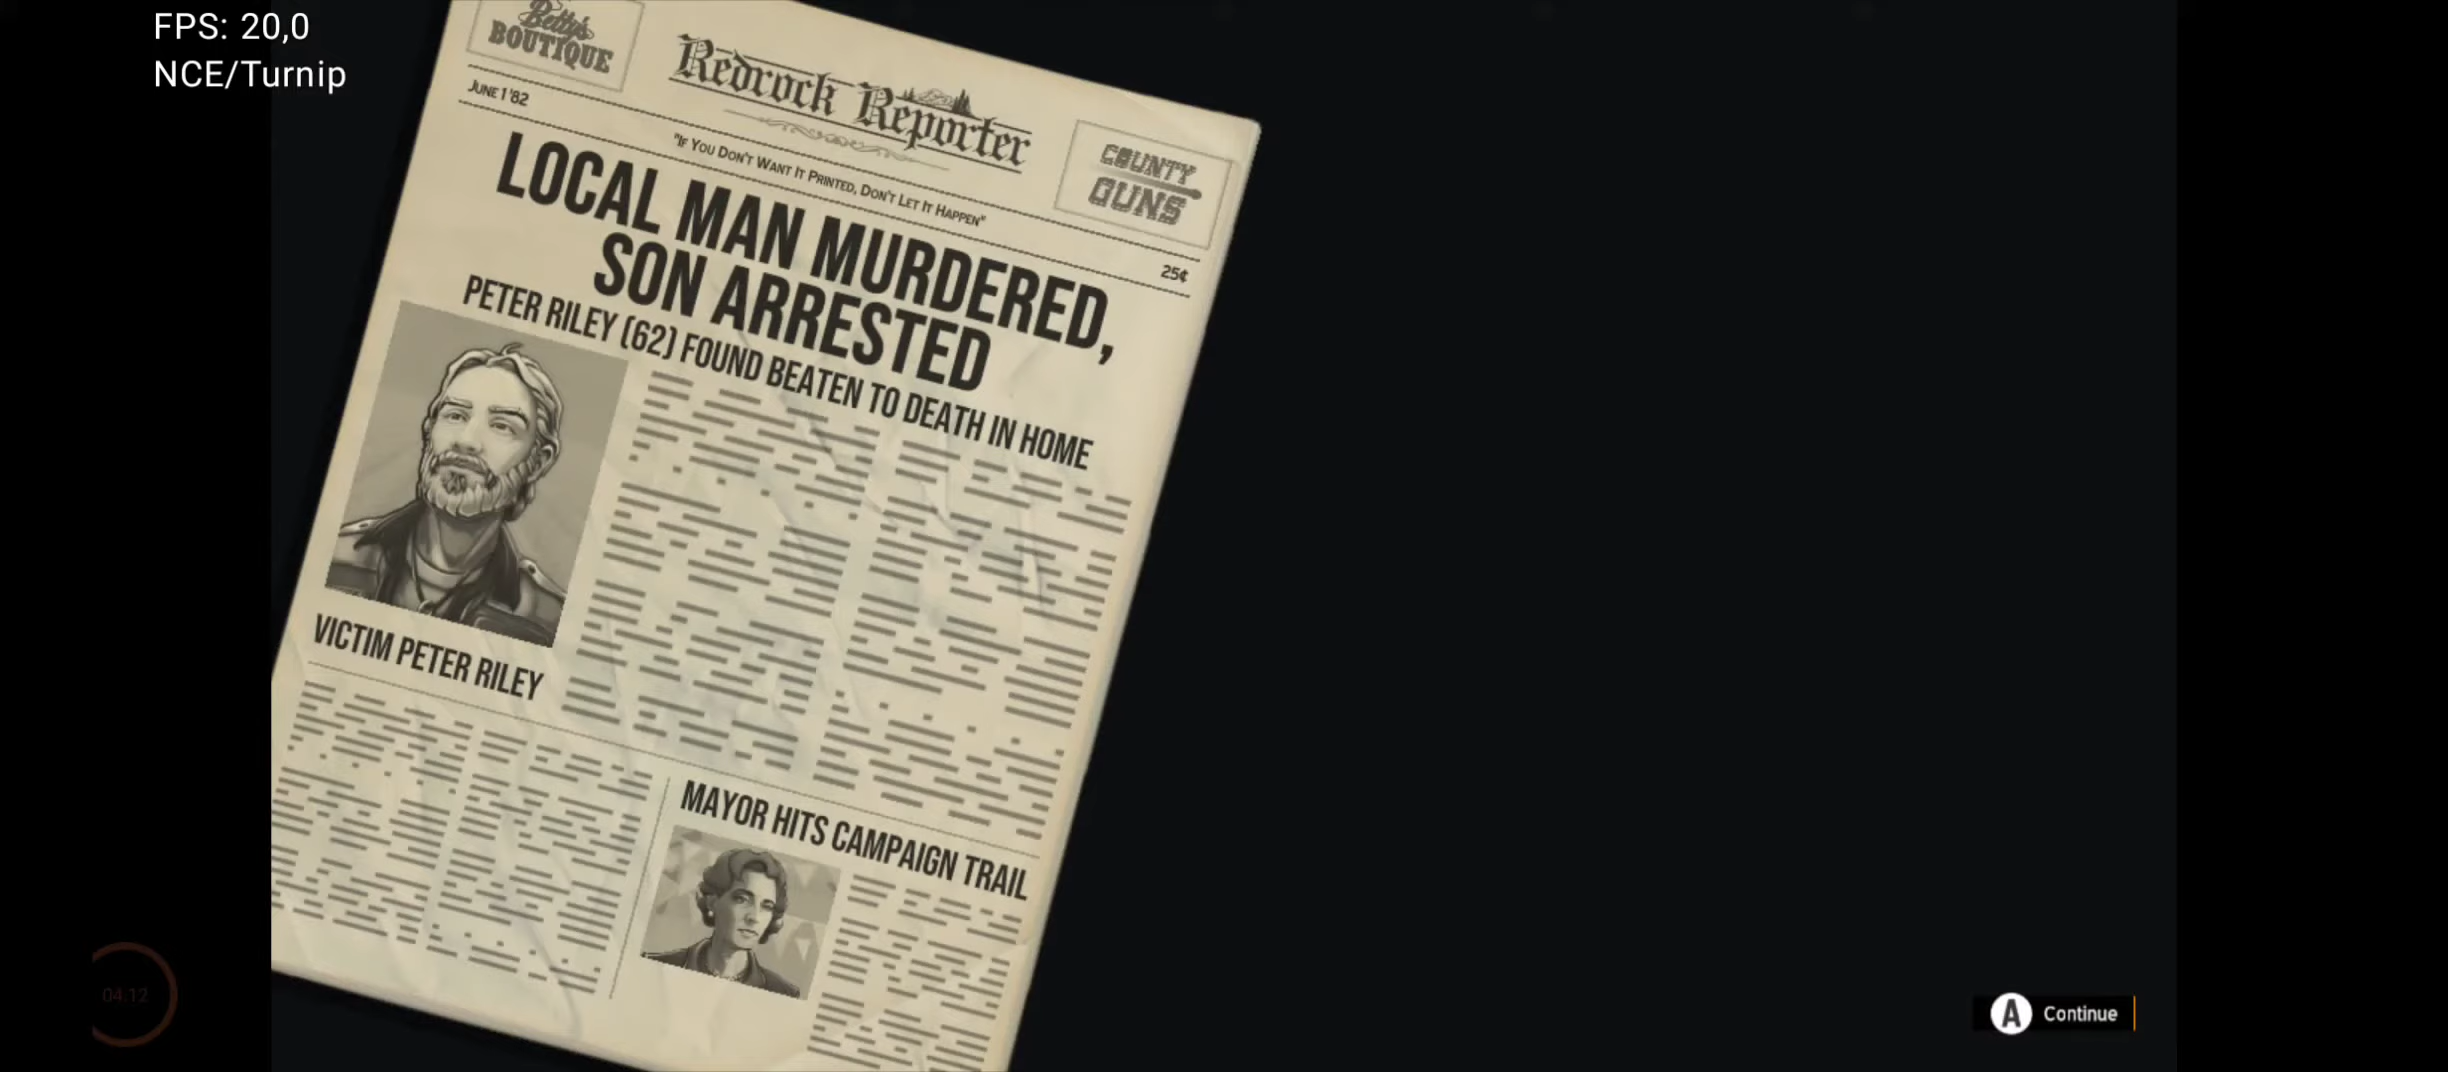 FPS: 20,0
NCE/Turnip
Betty's
BOUTIQUE
Redrock Reporter
COUNTY
GUNS
JUNE 1 '82
"IF YOU DON'T WANT IT PRINTED, DON'T LET IT HAPPEN"
25¢
LOCAL MAN MURDERED,
SON ARRESTED
PETER RILEY (62) FOUND BEATEN TO DEATH IN HOME
VICTIM PETER RILEY
MAYOR HITS CAMPAIGN TRAIL
04:12
A Continue